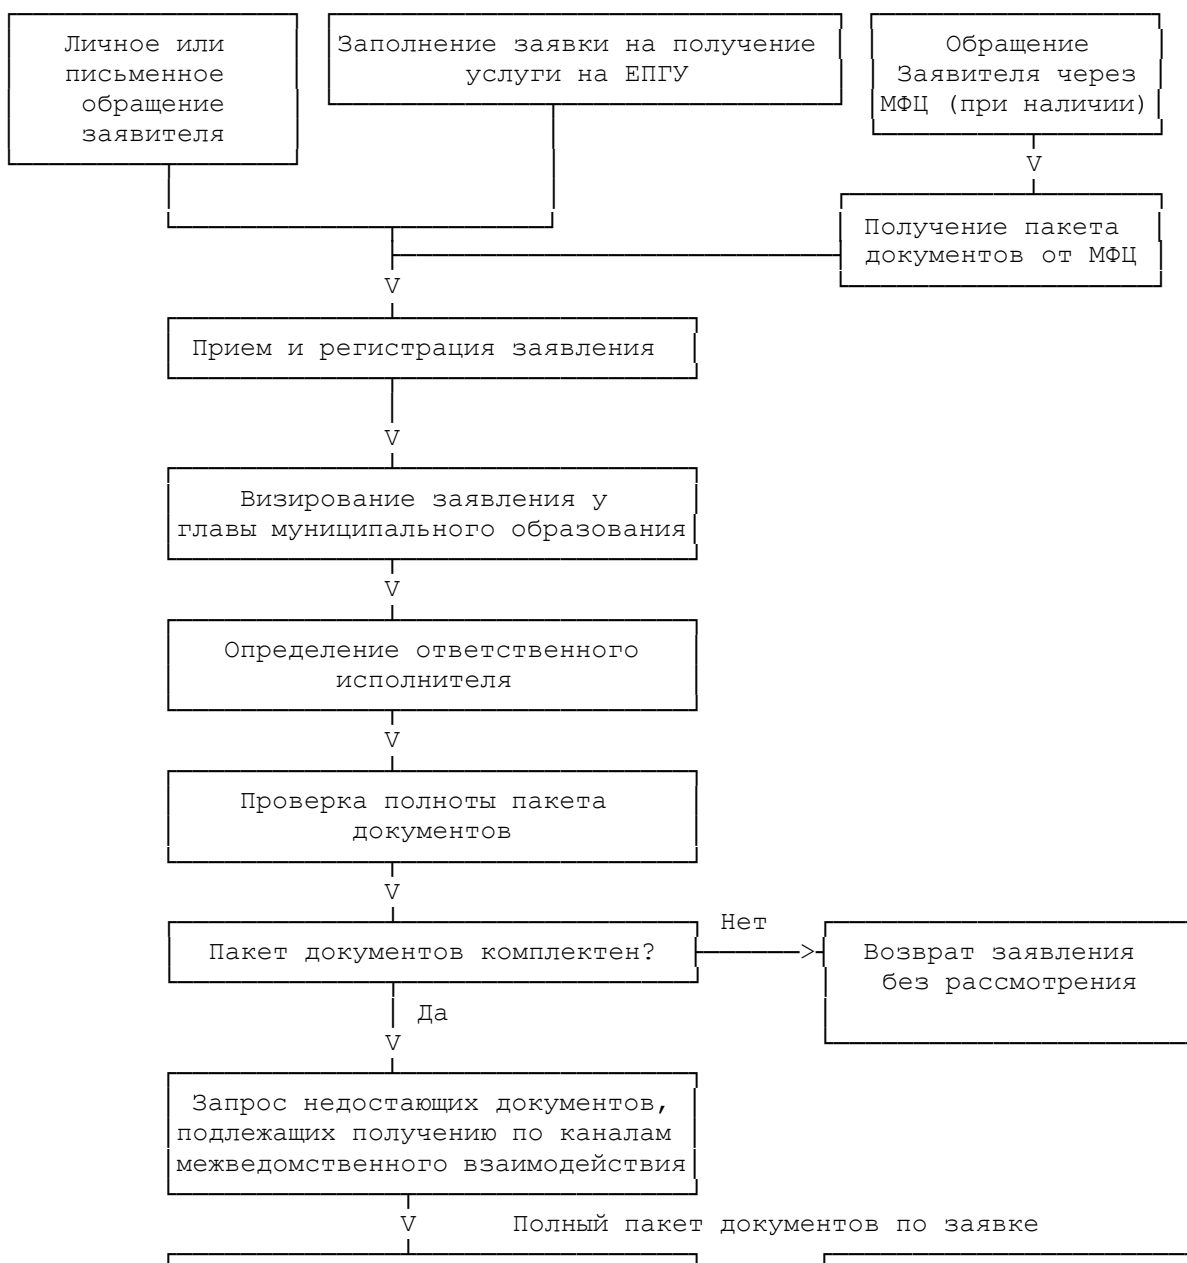 Личное или
письменное
обращение
заявителя
Заполнение заявки на получение
услуги на ЕПГУ
Обращение
Заявителя через
МФЦ (при наличии)
V
Получение пакета
документов от МФЦ
V
Прием и регистрация заявления
V
Визирование заявления у
главы муниципального образования
V
Определение ответственного
исполнителя
V
Проверка полноты пакета
документов
V
Пакет документов комплектен?
Нет
>
Возврат заявления
без рассмотрения
Да
V
Запрос недостающих документов,
подлежащих получению по каналам
межведомственного взаимодействия
V
Полный пакет документов по заявке